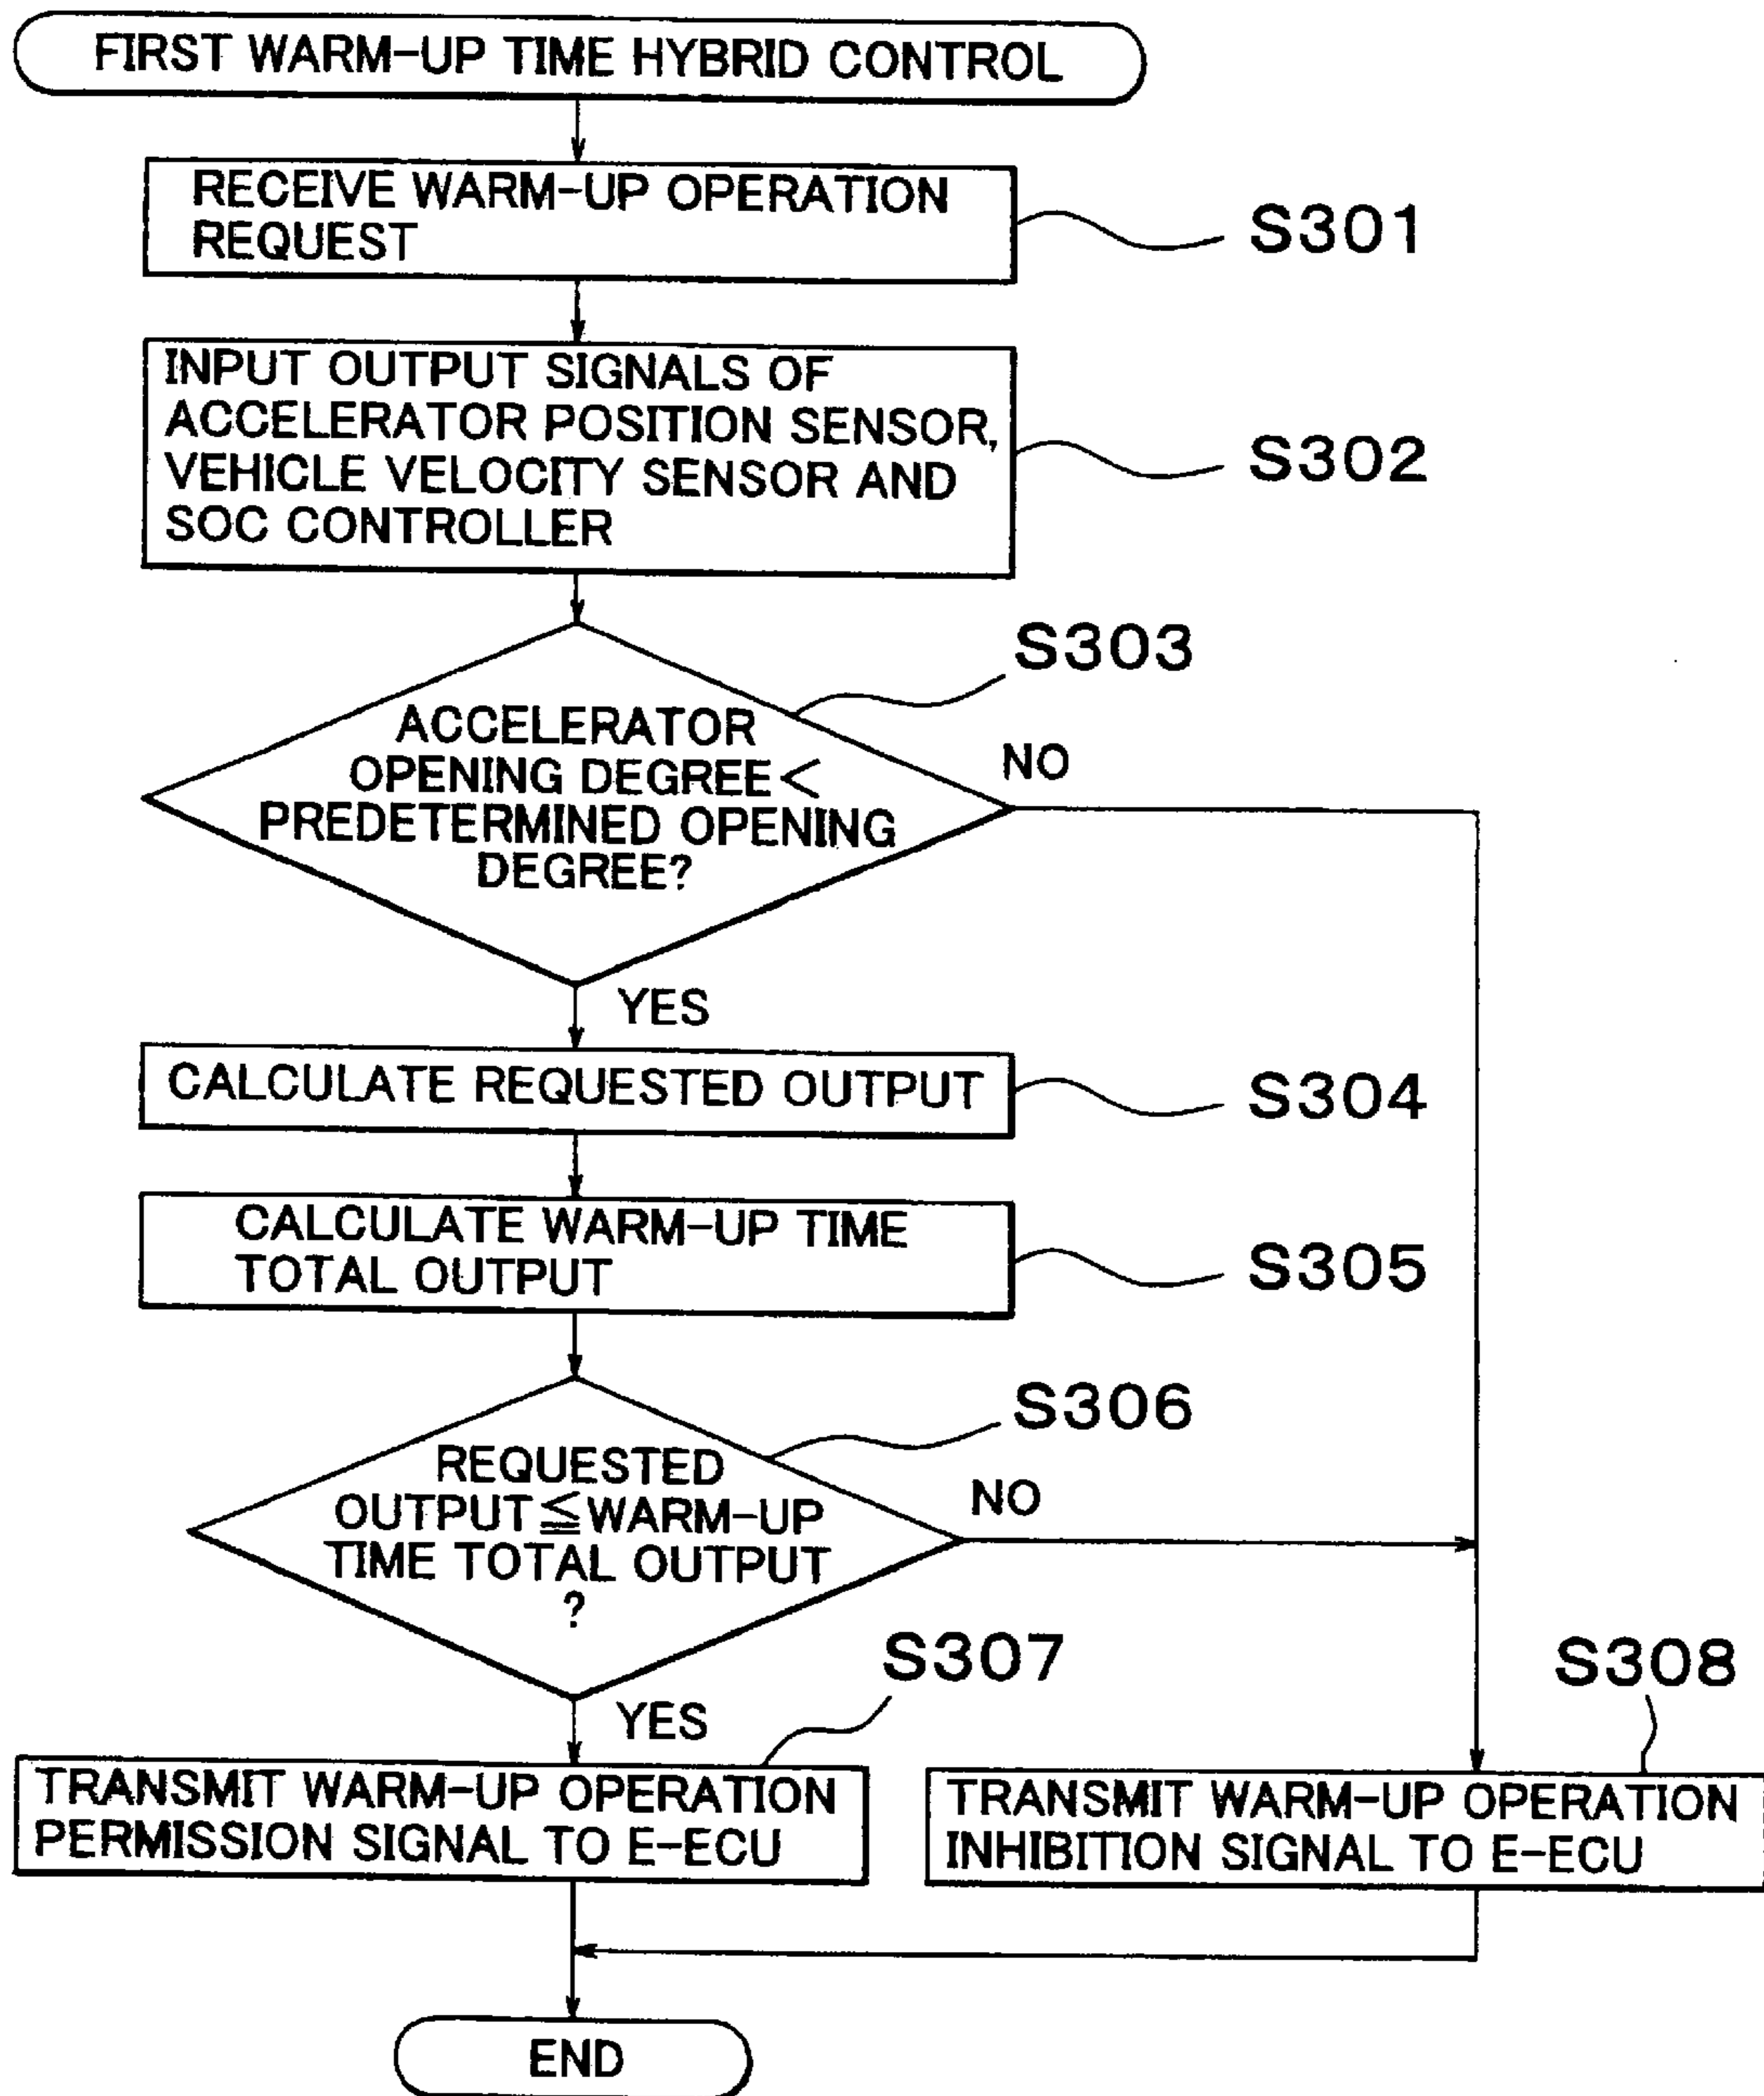 FIRST WARM-UP TIME HYBRID CONTROL
RECEIVE WARM-UP OPERATION
REQUEST
S301
INPUT OUTPUT SIGNALS OF
ACCELERATOR POSITION SENSOR,
VEHICLE VELOCITY SENSOR AND
SOC CONTROLLER
S302
S303
ACCELERATOR
OPENING DEGREE<
PREDETERMINED OPENING
DEGREE?
NO
YES
CALCULATE REQUESTED OUTPUT
S304
CALCULATE WARM-UP TIME
TOTAL OUTPUT
S305
S306
REQUESTED
OUTPUT≦WARM-UP
TIME TOTAL OUTPUT
?
NO
YES
S307
TRANSMIT WARM-UP OPERATION
PERMISSION SIGNAL TO E-ECU
S308
TRANSMIT WARM-UP OPERATION
INHIBITION SIGNAL TO E-ECU
END